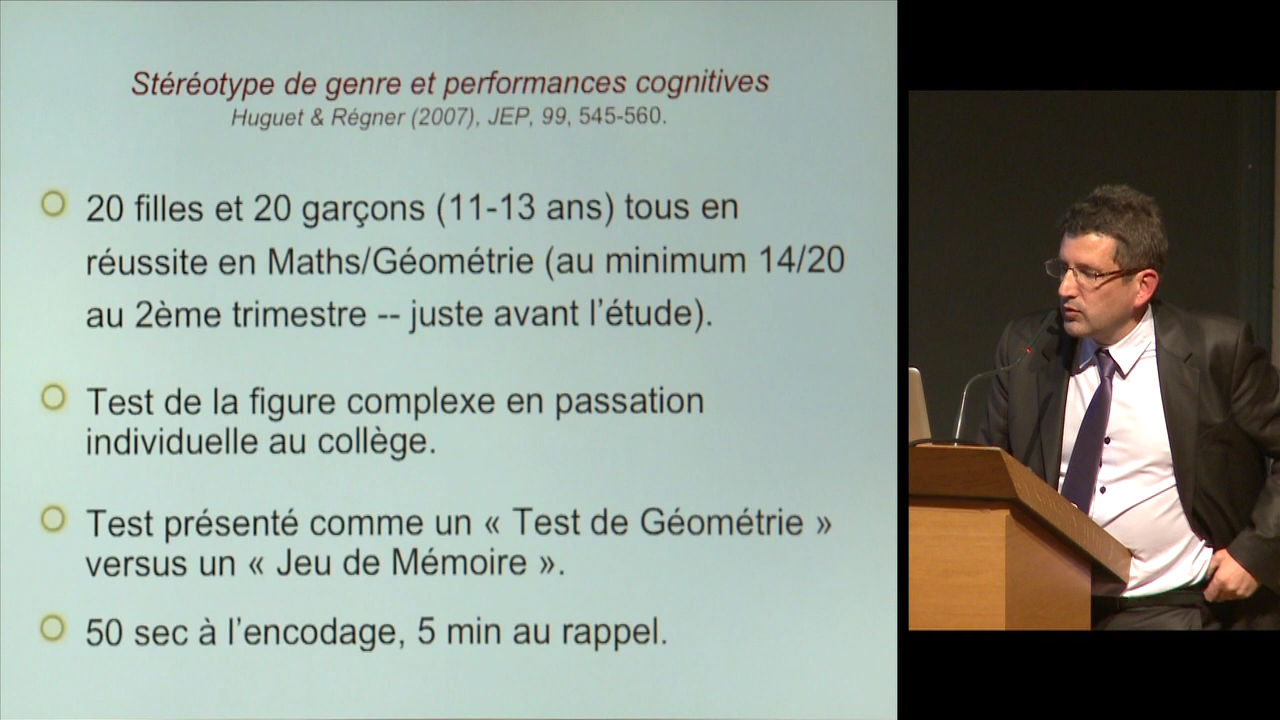 Stéréotype de genre et performances cognitives
Huguet & Régner (2007), JEP, 99, 545-560.
20 filles et 20 garçons (11-13 ans) tous en
réussite en Maths/Géométrie (au minimum 14/20
au 2ème trimestre -- juste avant l'étude).
Test de la figure complexe en passation
individuelle au collège.
Test présenté comme un « Test de Géométrie »
versus un « Jeu de Mémoire ».
50 sec à l'encodage, 5 min au rappel.